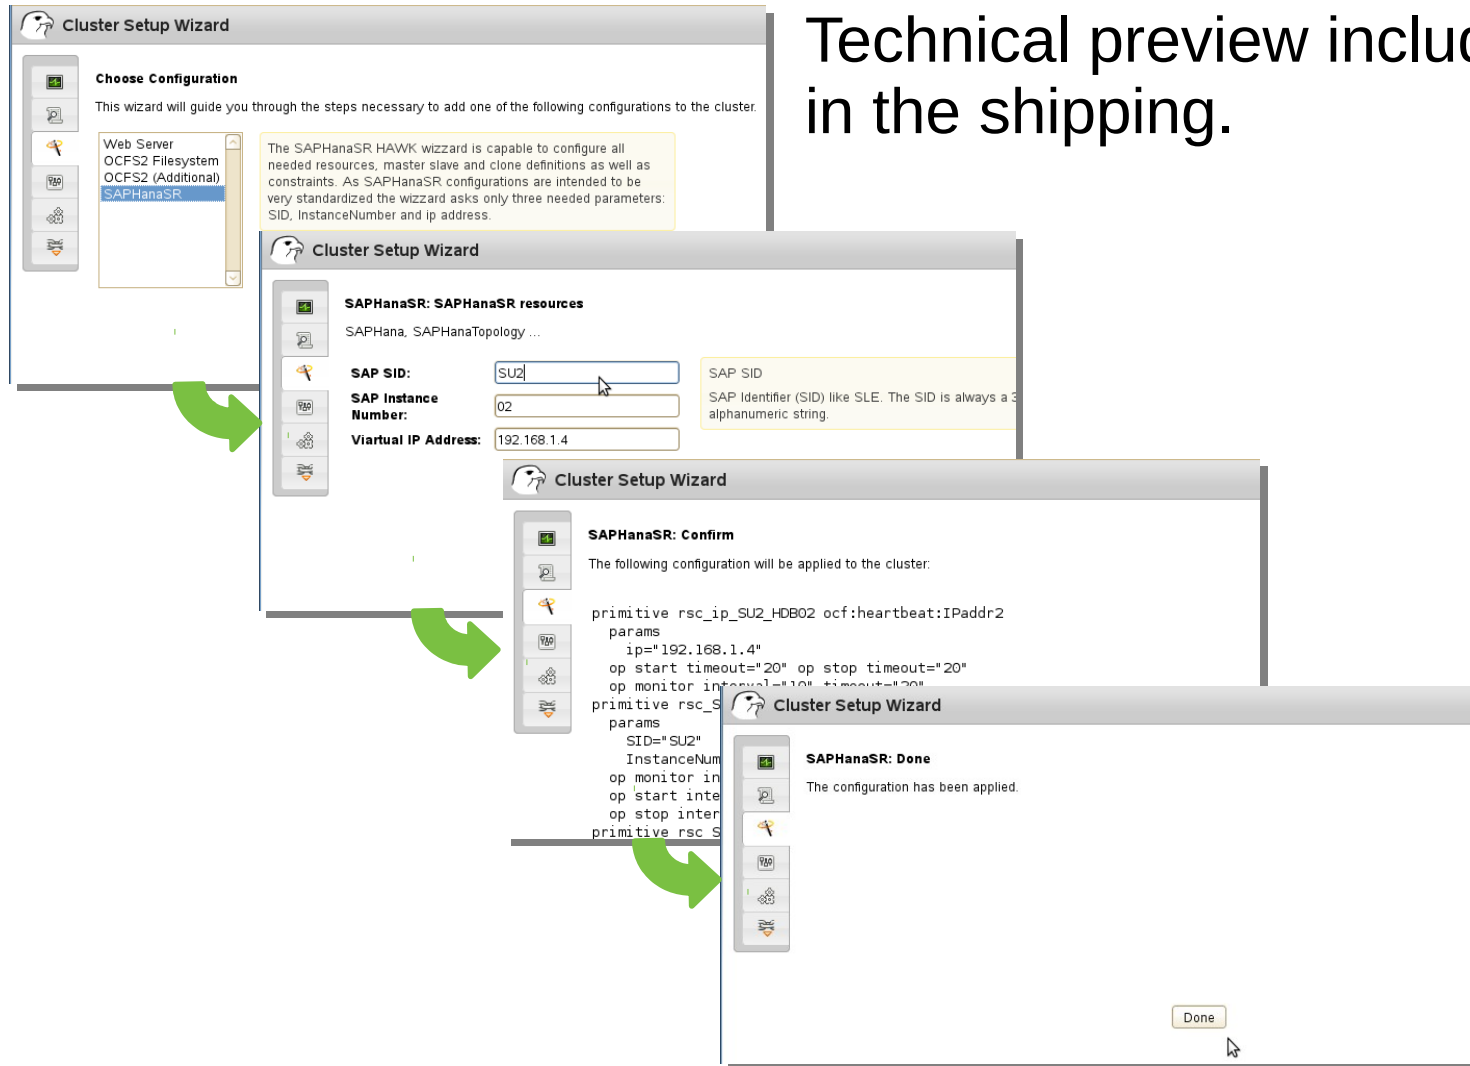 Technical preview inclu
in the shipping.
Cluster Setup Wizard
Choose Configuration
This wizard will guide you through the steps necessary to add one of the following configurations to the cluster.
Web Server
OCFS2 Filesystem
OCFS2 (Additional)
SAPHanaSR
The SAPHanaSR HAWK wizzard is capable to configure all
needed resources, master slave and clone definitions as well as
constraints. As SAPHanaSR configurations are intended to be
very standardized the wizzard asks only three needed parameters:
SID, InstanceNumber and ip address.
Cluster Setup Wizard
SAPHanaSR: SAPHanaSR resources
SAPHana, SAPHanaTopology ...
SAP SID:
SU2
SAP Instance
Number:
02
Viartual IP Address:
192.168.1.4
SAP SID
SAP Identifier (SID) like SLE. The SID is always a 3
alphanumeric string.
Cluster Setup Wizard
SAPHanaSR: Confirm
The following configuration will be applied to the cluster:
primitive rsc_ip_SU2_HDB02 ocf:heartbeat:IPaddr2
params
ip="192.168.1.4"
op start timeout="20" op stop timeout="20"
op monitor interval="10" timeout="20"
primitive rsc_S
params
SID="SU2"
InstanceNum
op monitor in
op start inte
op stop inter
primitive rsc S
Cluster Setup Wizard
SAPHanaSR: Done
The configuration has been applied.
Done